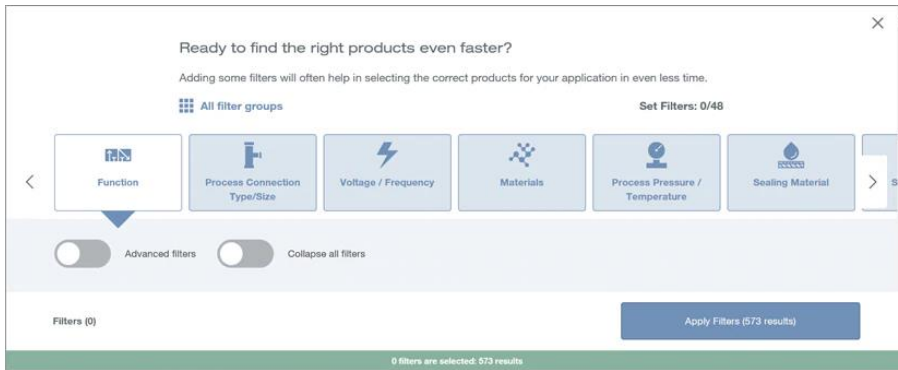 Ready to find the right products even faster?
Adding some filters will often help in selecting the correct products for your application in even less time.
All filter groups
Set Filters: 0/48
Function
Process Connection
Type/Size
Voltage / Frequency
Materials
Process Pressure /
Temperature
Sealing Material
S
Advanced filters
Collapse all filters
Filters (0)
Apply Filters (573 results)
0 filters are selected: 573 results